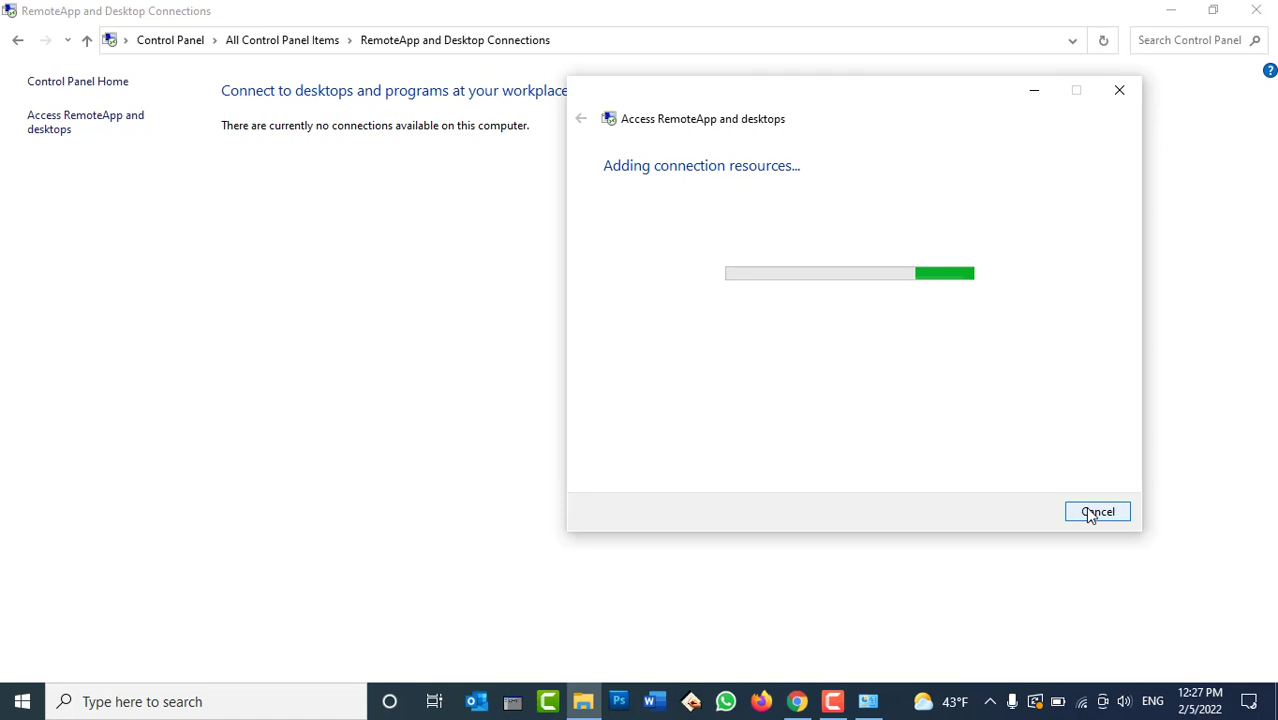 RemoteApp and Desktop Connections
Control Panel > All Control Panel Items > RemoteApp and Desktop Connections
Search Control Panel
Control Panel Home
Access RemoteApp and
desktops
Connect to desktops and programs at your workplace
There are currently no connections available on this computer.
Access RemoteApp and desktops
Adding connection resources...
Cancel
Type here to search
43°F
ENG
12:27 PM
2/5/2022